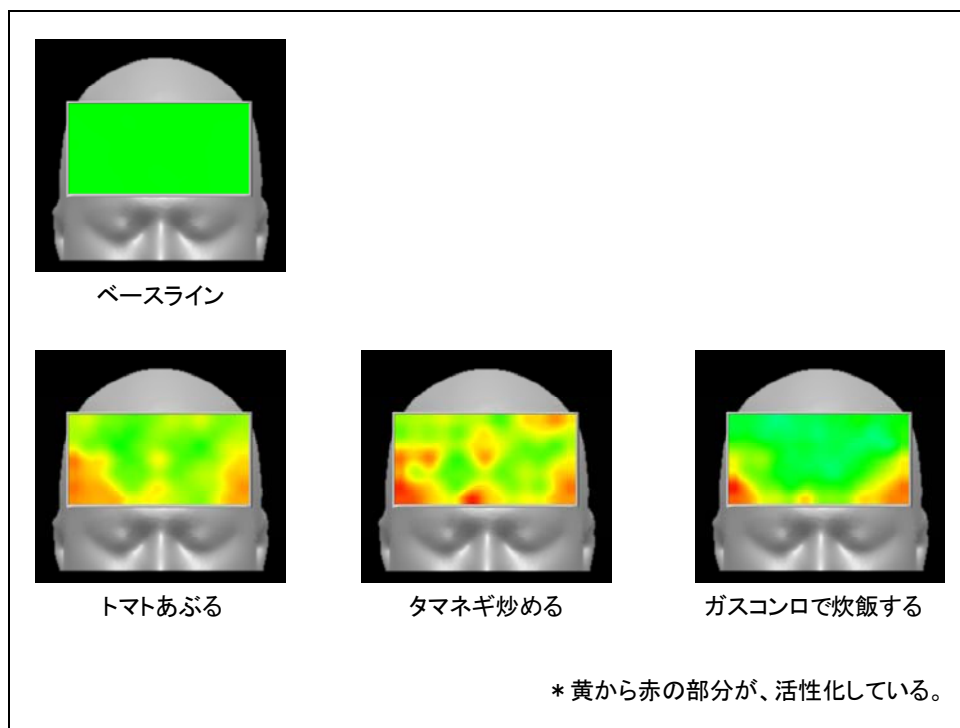 ベースライン
トマトあぶる
タマネギ炒める
ガスコンロで炊飯する
＊黄から赤の部分が、活性化している。